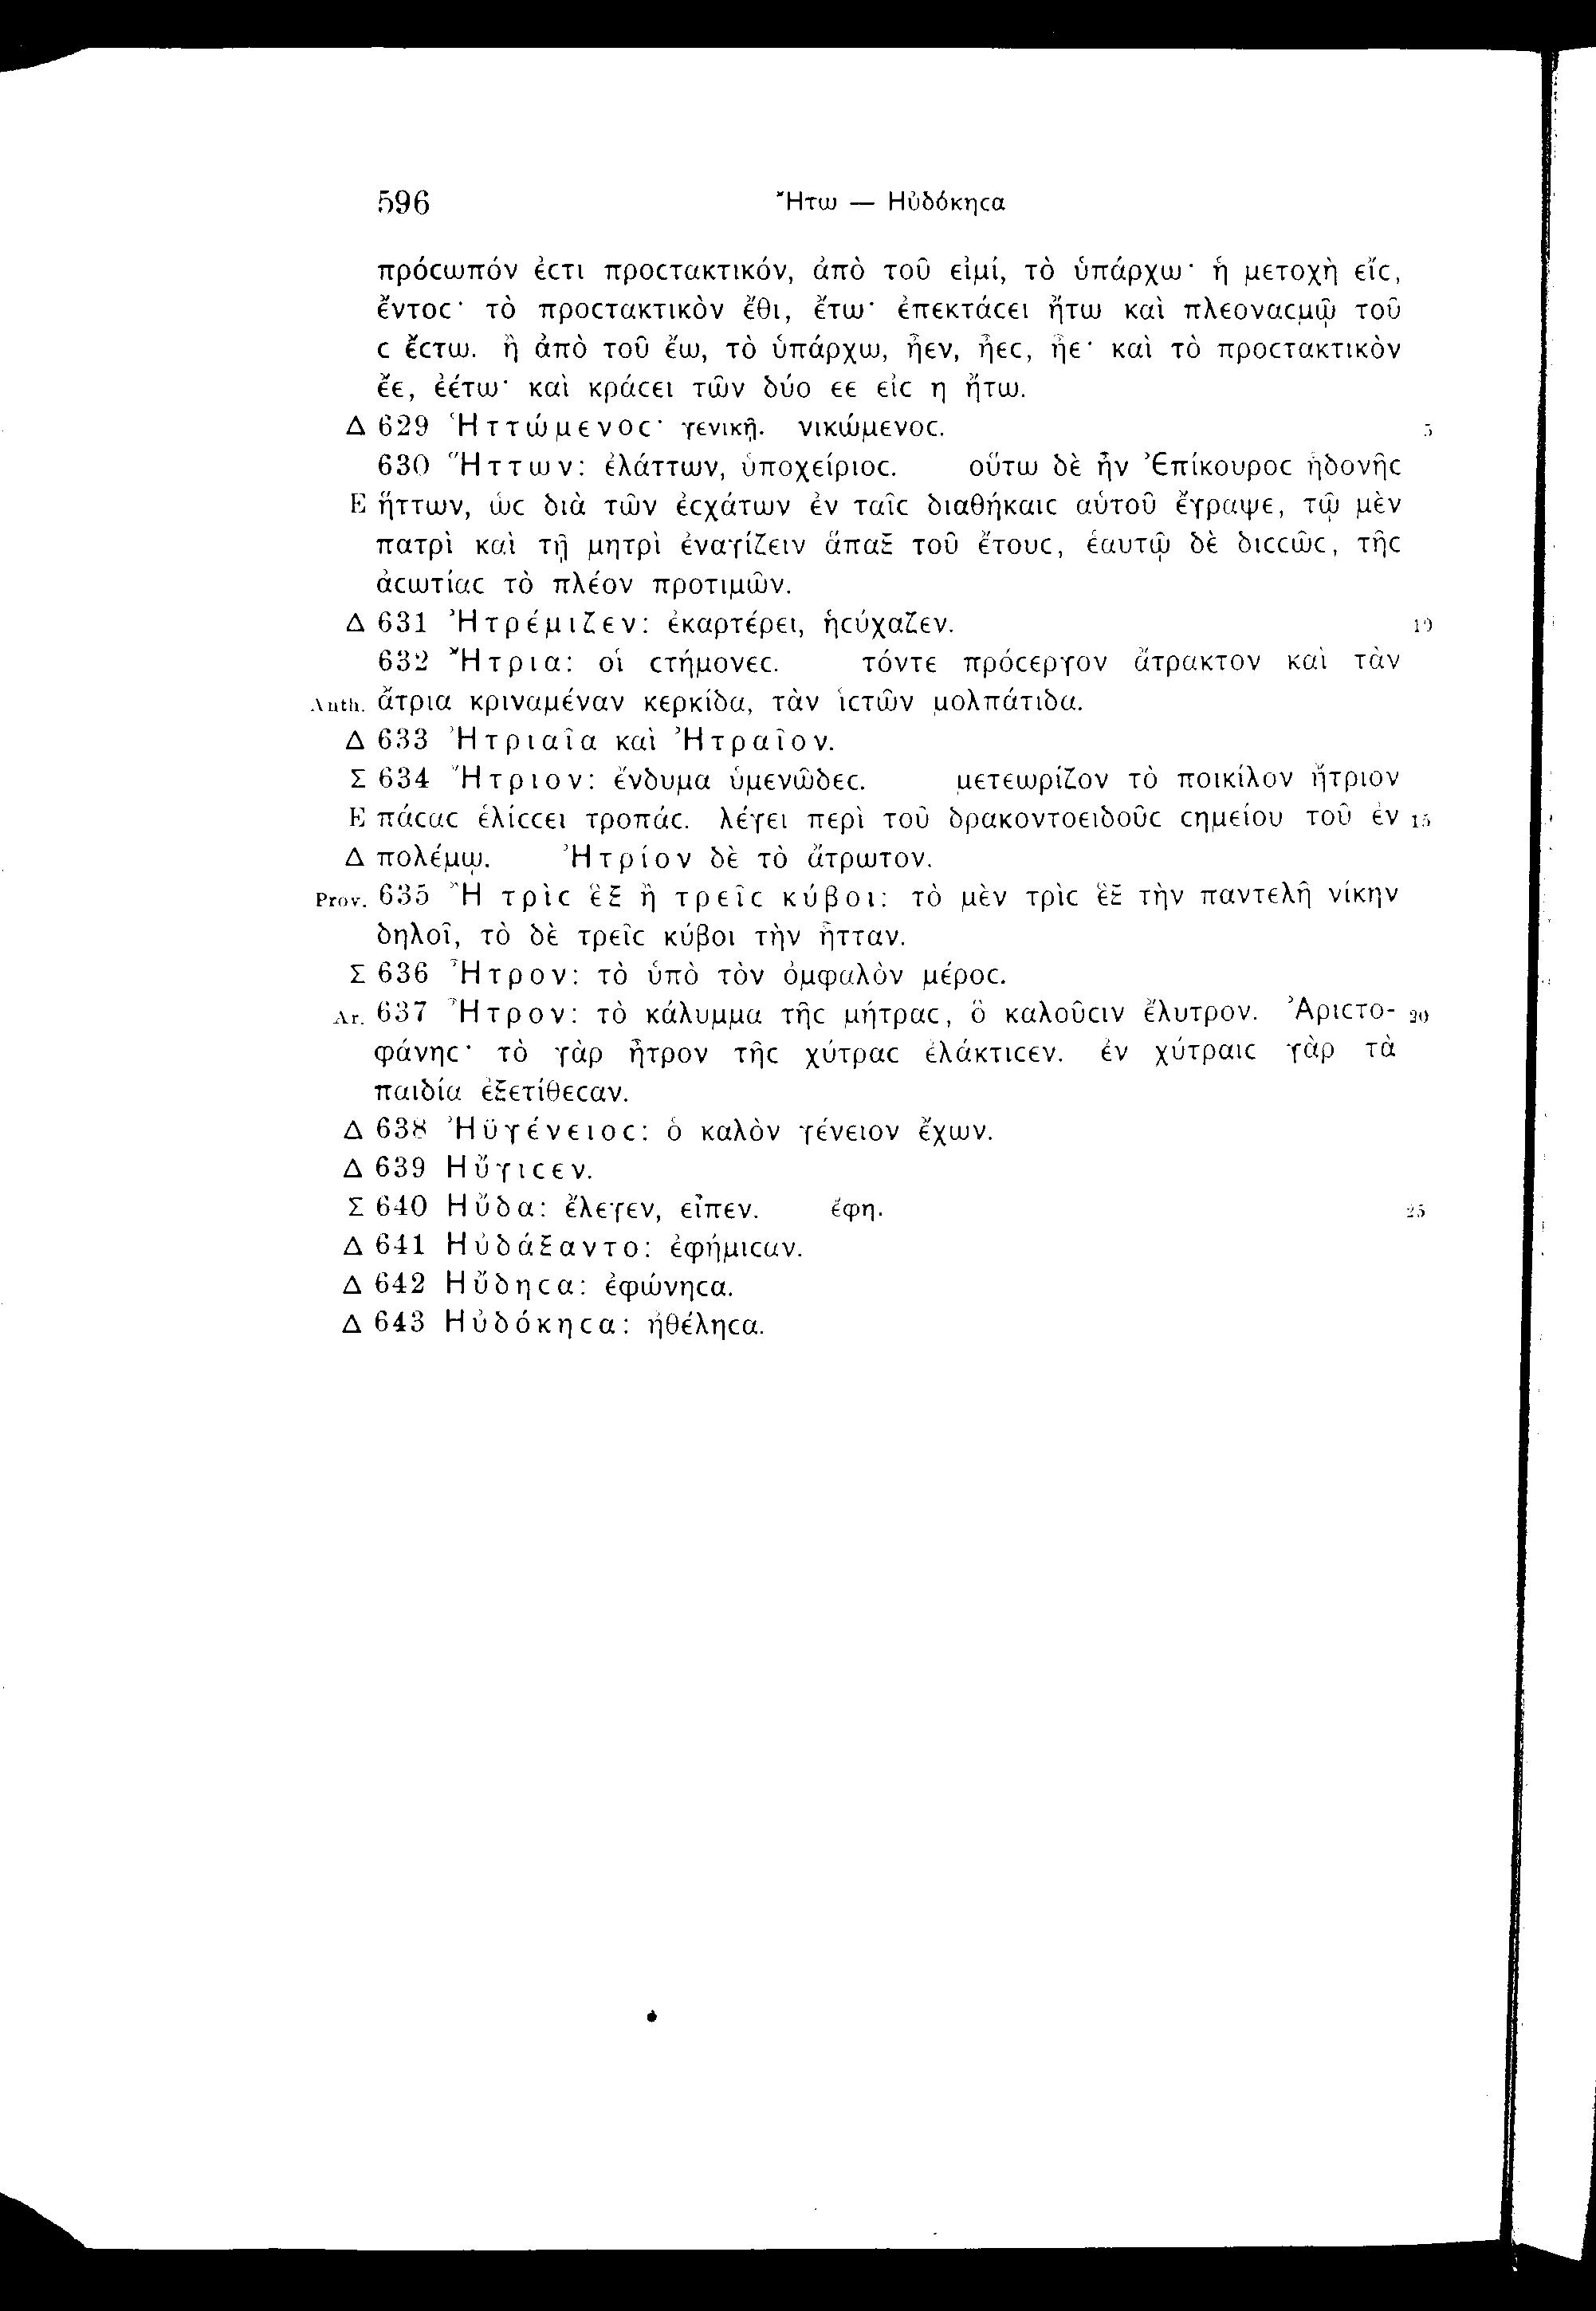 596 Ἤτω — Ηὐδόκηϲα
πρόϲωπόν ἐϲτι προϲτακτικόν, ἀπὸ τοῦ εἰμί, τὸ ὑπάρχω· ἡ μετοχὴ εἴϲ,
ἔντοϲ· τὸ προϲτακτικὸν ἔθι, ἔτω· ἐπεκτάϲει ἤτω καὶ πλεοναϲμῷ τοῦ
ϲ ἔϲτω. ἢ ἀπὸ τοῦ ἔω, τὸ ὑπάρχω, ἦεν, ἦεϲ, ἦε· καὶ τὸ προϲτακτικὸν
ἔε, ἐέτω· καὶ κράϲει τῶν δύο εε εἰϲ η ἤτω.
Δ 629 Ἡττώμενοϲ· γενικῇ. νικώμενοϲ. 5
630 Ἥττων: ἐλάττων, ὑποχείριοϲ. οὕτω δὲ ἦν Ἐπίκουροϲ ἡδονῆϲ
E ἥττων, ὡϲ διὰ τῶν ἐϲχάτων ἐν ταῖϲ διαθήκαιϲ αὑτοῦ ἔγραψε, τῷ μὲν
πατρὶ καὶ τῇ μητρὶ ἐναγίζειν ἅπαξ τοῦ ἔτουϲ, ἑαυτῷ δὲ διϲϲῶϲ, τῆϲ
ἀϲωτίαϲ τὸ πλέον προτιμῶν.
Δ 631 Ἠτρέμιζεν: ἐκαρτέρει, ἡϲύχαζεν. 10
632 Ἤτρια: οἱ ϲτήμονεϲ. τόντε πρόϲεργον ἄτρακτον καὶ τὰν
Anth. ἄτρια κριναμέναν κερκίδα, τὰν ἱϲτῶν μολπάτιδα.
Δ 633 Ἠτριαῖα καὶ Ἠτραῖον.
Σ 634 Ἤτριον: ἔνδυμα ὑμενῶδεϲ. μετεωρίζον τὸ ποικίλον ἤτριον
E πάϲαϲ ἑλίϲϲει τροπάϲ. λέγει περὶ τοῦ δρακοντοειδοῦϲ ϲημείου τοῦ ἐν 15
Δ πολέμῳ. Ἠτρίον δὲ τὸ ἄτρωτον.
Prov. 635 Ἢ τρὶϲ ἓξ ἢ τρεῖϲ κύβοι: τὸ μὲν τρὶϲ ἓξ τὴν παντελῆ νίκην
δηλοῖ, τὸ δὲ τρεῖϲ κύβοι τὴν ἧτταν.
Σ 636 Ἦτρον: τὸ ὑπὸ τὸν ὀμφαλὸν μέροϲ.
Ar. 637 Ἦτρον: τὸ κάλυμμα τῆϲ μήτραϲ, ὃ καλοῦϲιν ἔλυτρον. Ἀριϲτο- 20
φάνηϲ· τὸ γὰρ ἦτρον τῆϲ χύτραϲ ἐλάκτιϲεν. ἐν χύτραιϲ γὰρ τὰ
παιδία ἐξετίθεϲαν.
Δ 638 Ἠϋγένειοϲ: ὁ καλὸν γένειον ἔχων.
Δ 639 Ηὔγιϲεν.
Σ 640 Ηὔδα: ἔλεγεν, εἶπεν. ἔφη. 25
Δ 641 Ηὐδάξαντο: ἐφήμιϲαν.
Δ 642 Ηὔδηϲα: ἐφώνηϲα.
Δ 643 Ηὐδόκηϲα: ἠθέληϲα.